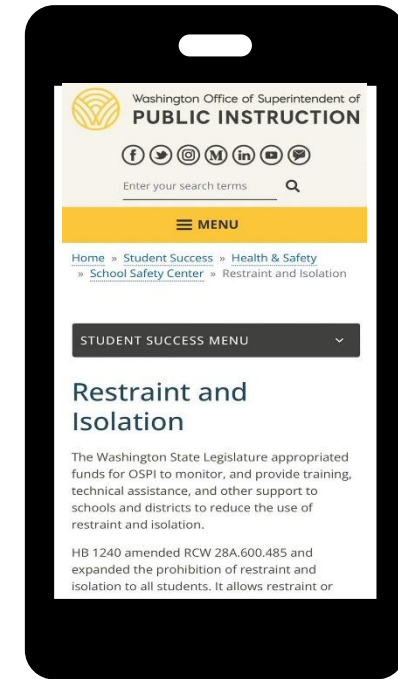 Washington Office of Superintendent of
PUBLIC INSTRUCTION
Enter your search terms
MENU
Home » Student Success » Health & Safety
» School Safety Center » Restraint and Isolation
STUDENT SUCCESS MENU
Restraint and
Isolation
The Washington State Legislature appropriated
funds for OSPI to monitor, and provide training,
technical assistance, and other support to
schools and districts to reduce the use of
restraint and isolation.
HB 1240 amended RCW 28A.600.485 and
expanded the prohibition of restraint and
isolation to all students. It allows restraint or